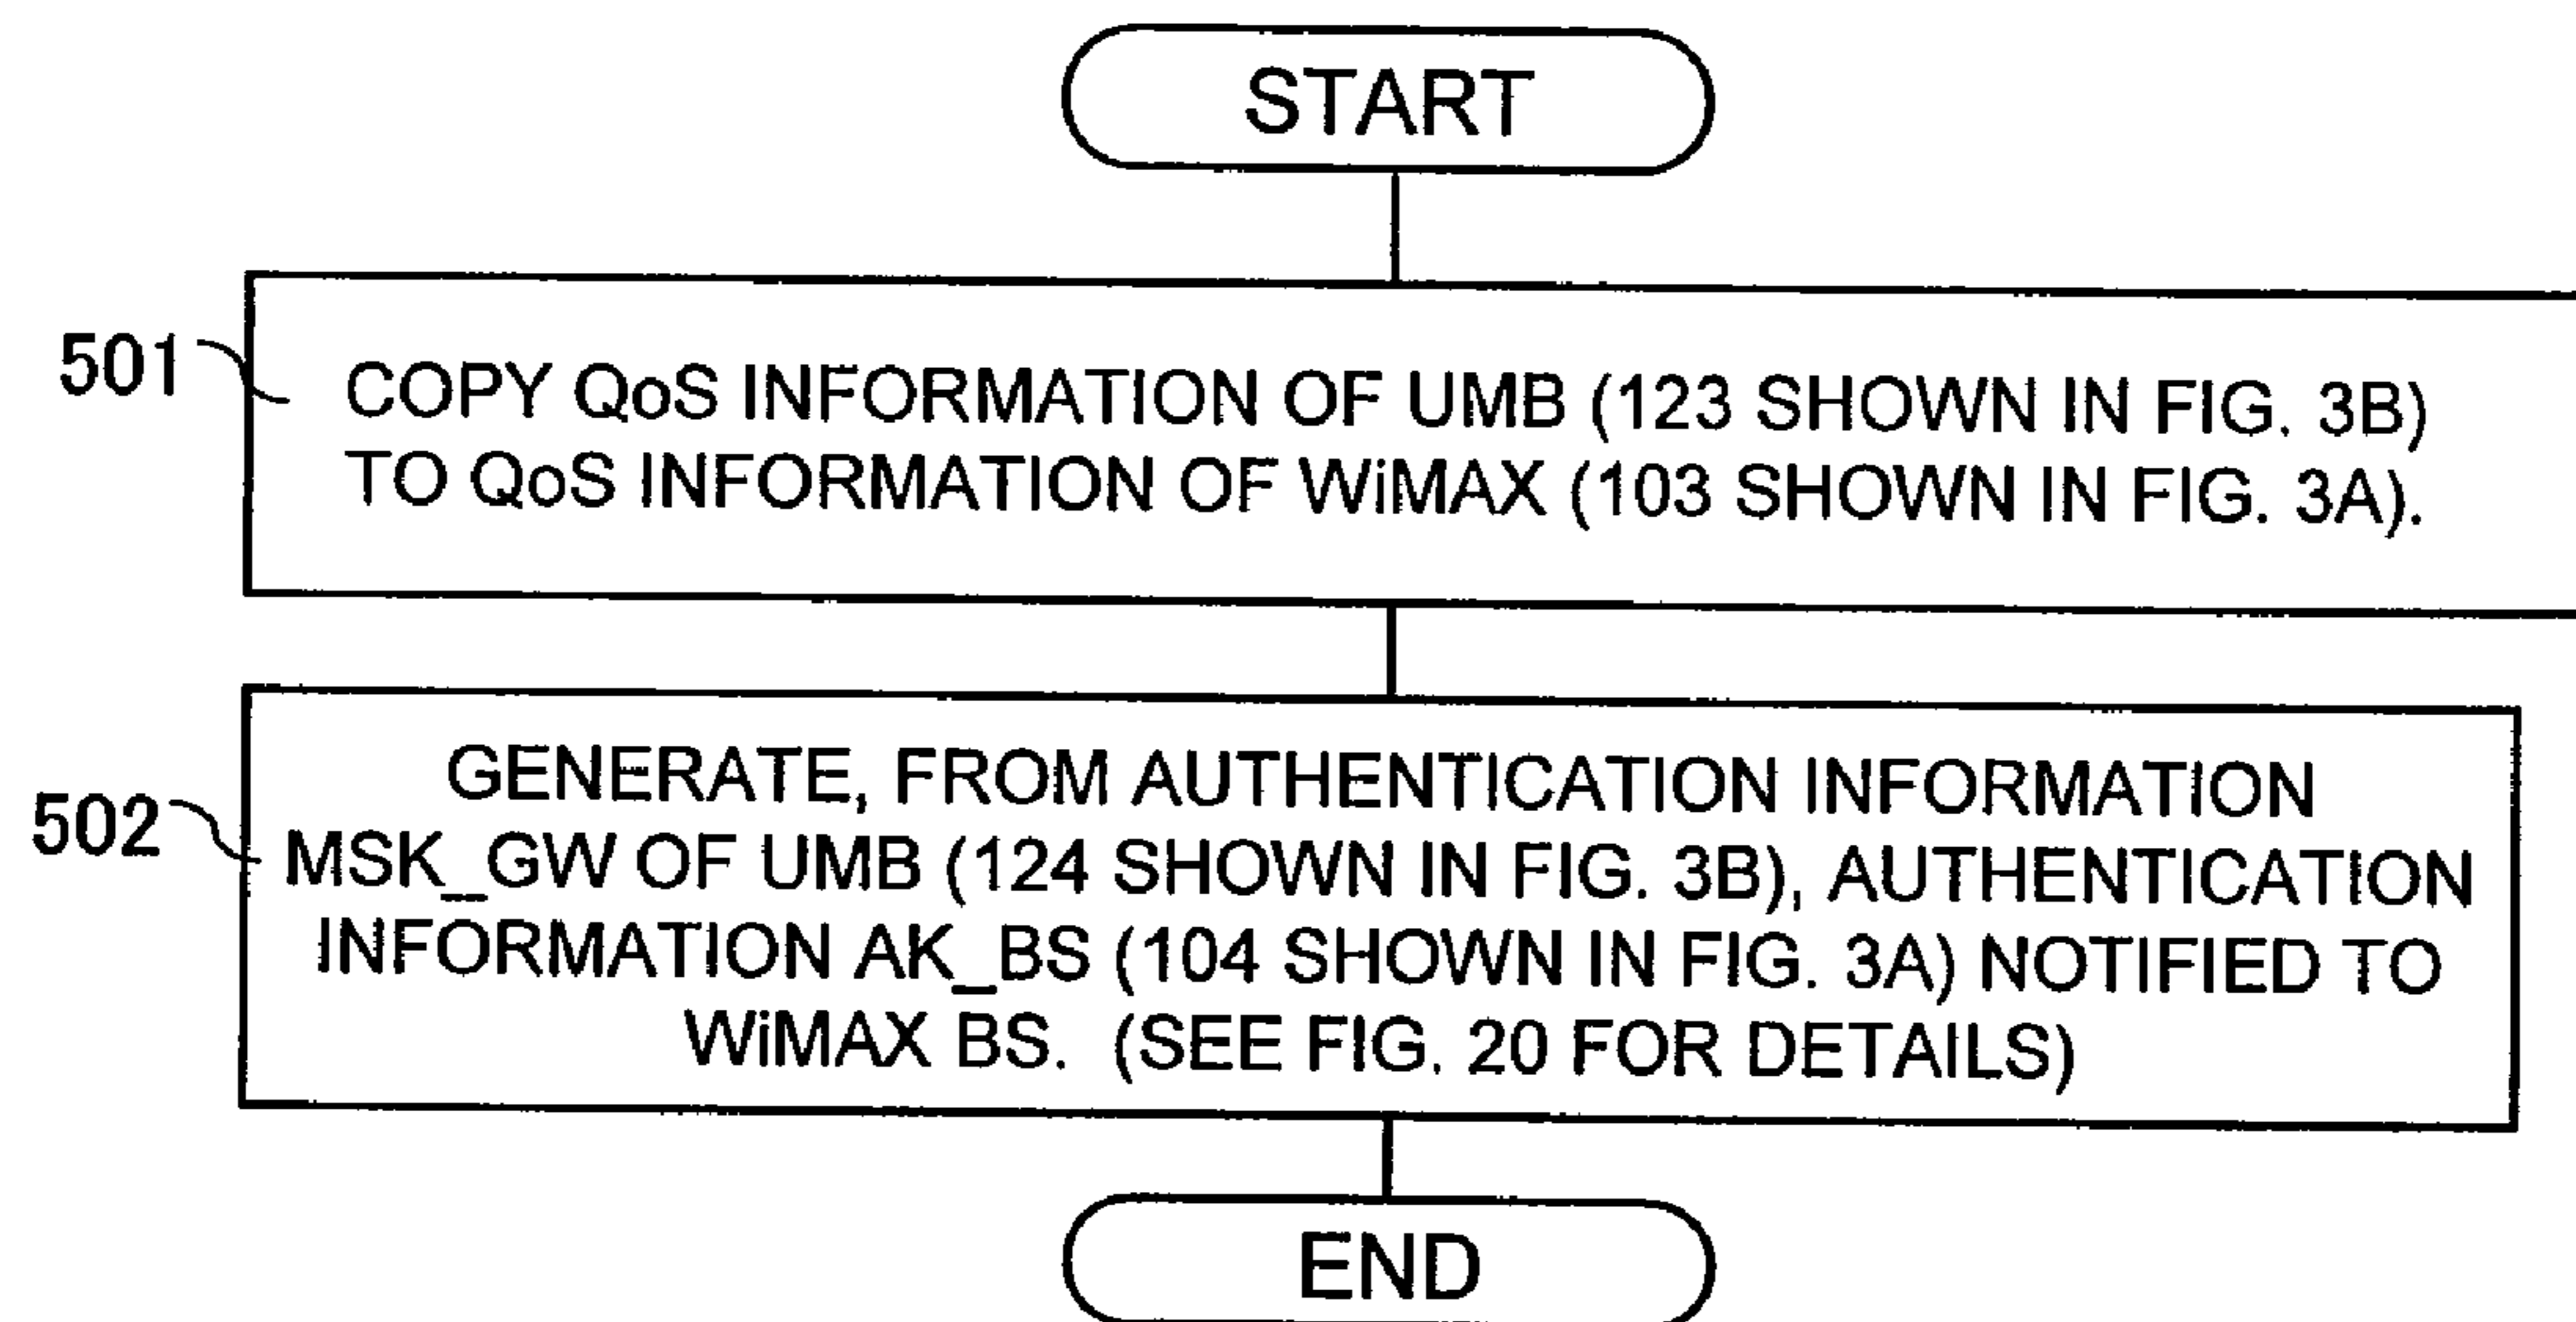 START
501
COPY QoS INFORMATION OF UMB (123 SHOWN IN FIG. 3B)
TO QoS INFORMATION OF WiMAX (103 SHOWN IN FIG. 3A).
502
GENERATE, FROM AUTHENTICATION INFORMATION
MSK_GW OF UMB (124 SHOWN IN FIG. 3B), AUTHENTICATION
INFORMATION AK_BS (104 SHOWN IN FIG. 3A) NOTIFIED TO
WiMAX BS. (SEE FIG. 20 FOR DETAILS)
END